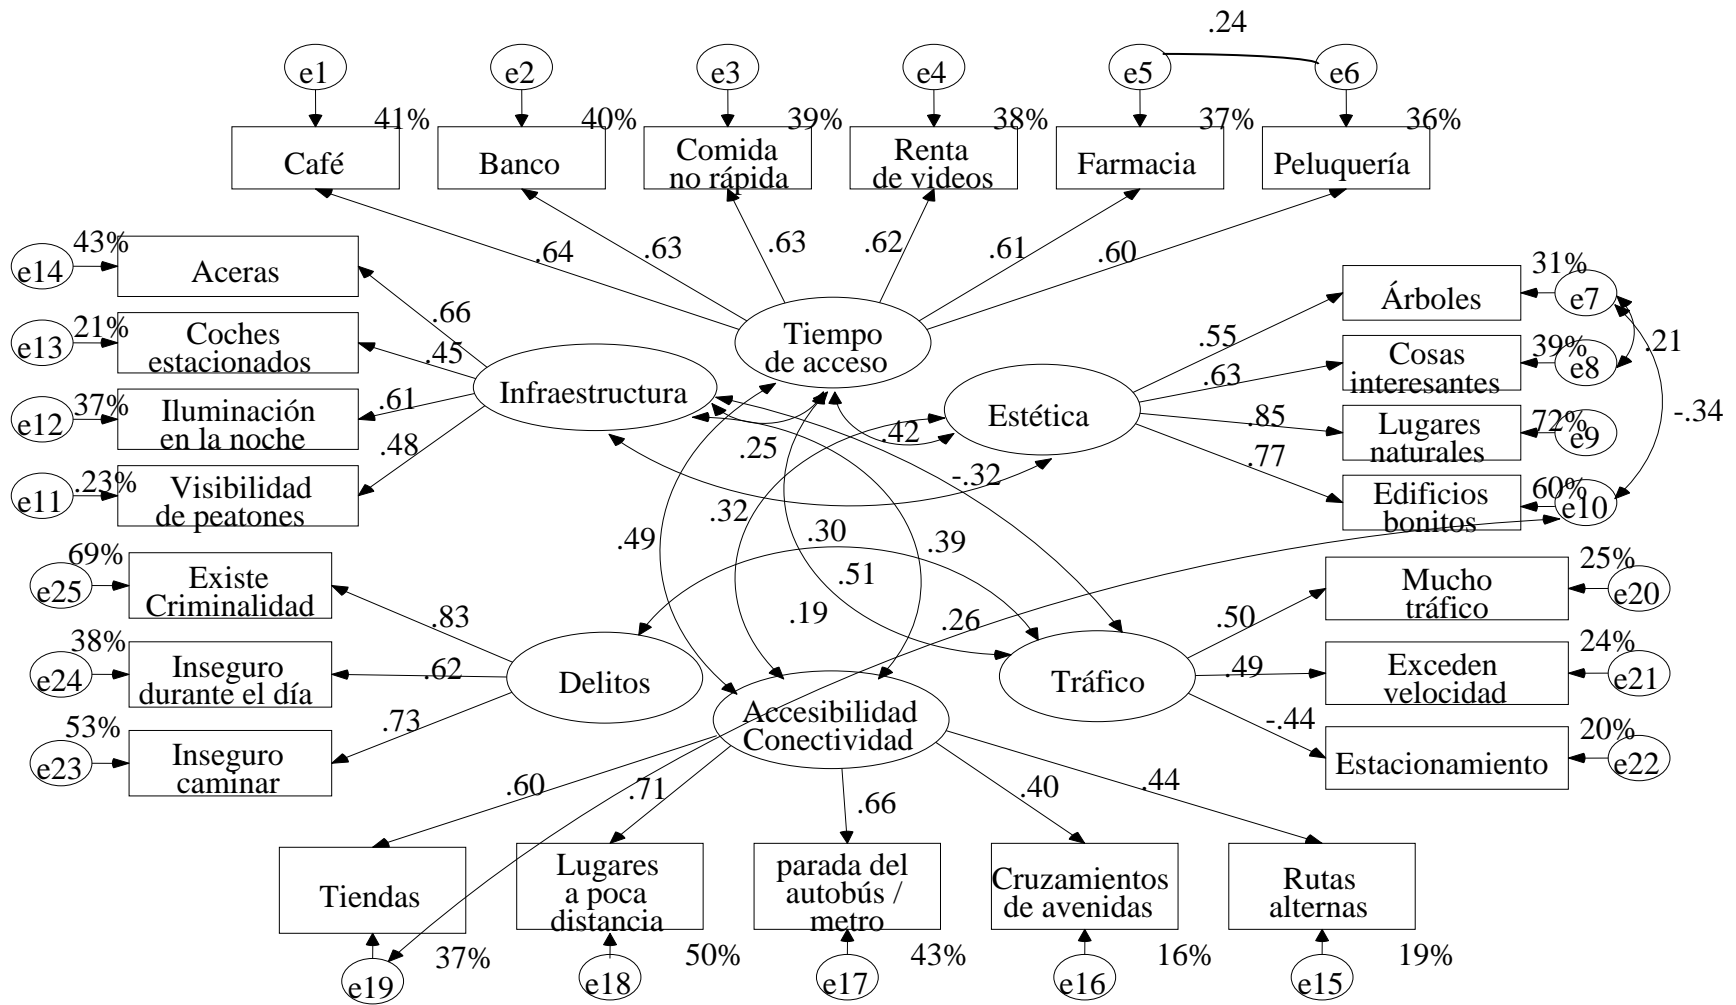 .24
e1
e2
e3
e4
e5
e6
41%
40%
39%
38%
37%
36%
Café
Banco
Comida
no rápida
Renta
de videos
Farmacia
Peluquería
.64
.63
.63
.62
.61
.60
e14
43%
Aceras
e13
21%
Coches
estacionados
e12
37%
Iluminación
en la noche
e11
.23%
Visibilidad
de peatones
.66
.45
.61
.48
Infraestructura
Tiempo
de acceso
Estética
.55
.63
.85
.77
31%
Árboles
e7
39%
Cosas
interesantes
e8
72%
Lugares
naturales
e9
60%
Edificios
bonitos
e10
.21
-.34
.25
.42
-.32
.32
.49
.30
.39
.51
.19
.26
69%
e25
Existe
Criminalidad
38%
e24
Inseguro
durante el día
53%
e23
Inseguro
caminar
.83
.62
.73
Delitos
Accesibilidad
Conectividad
Tráfico
.50
.49
-.44
25%
Mucho
tráfico
e20
24%
Exceden
velocidad
e21
20%
Estacionamiento
e22
.60
.71
.66
.40
.44
Tiendas
Lugares
a poca
distancia
parada del
autobús /
metro
Cruzamientos
de avenidas
Rutas
alternas
37%
50%
43%
16%
19%
e19
e18
e17
e16
e15